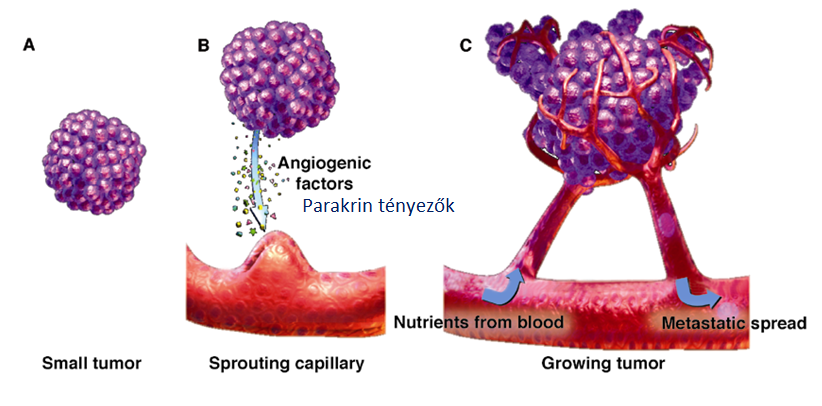 A
B
C
Angiogenic
factors
Parakrin tényezők
Nutrients from blood
Metastatic spread
Small tumor
Sprouting capillary
Growing tumor